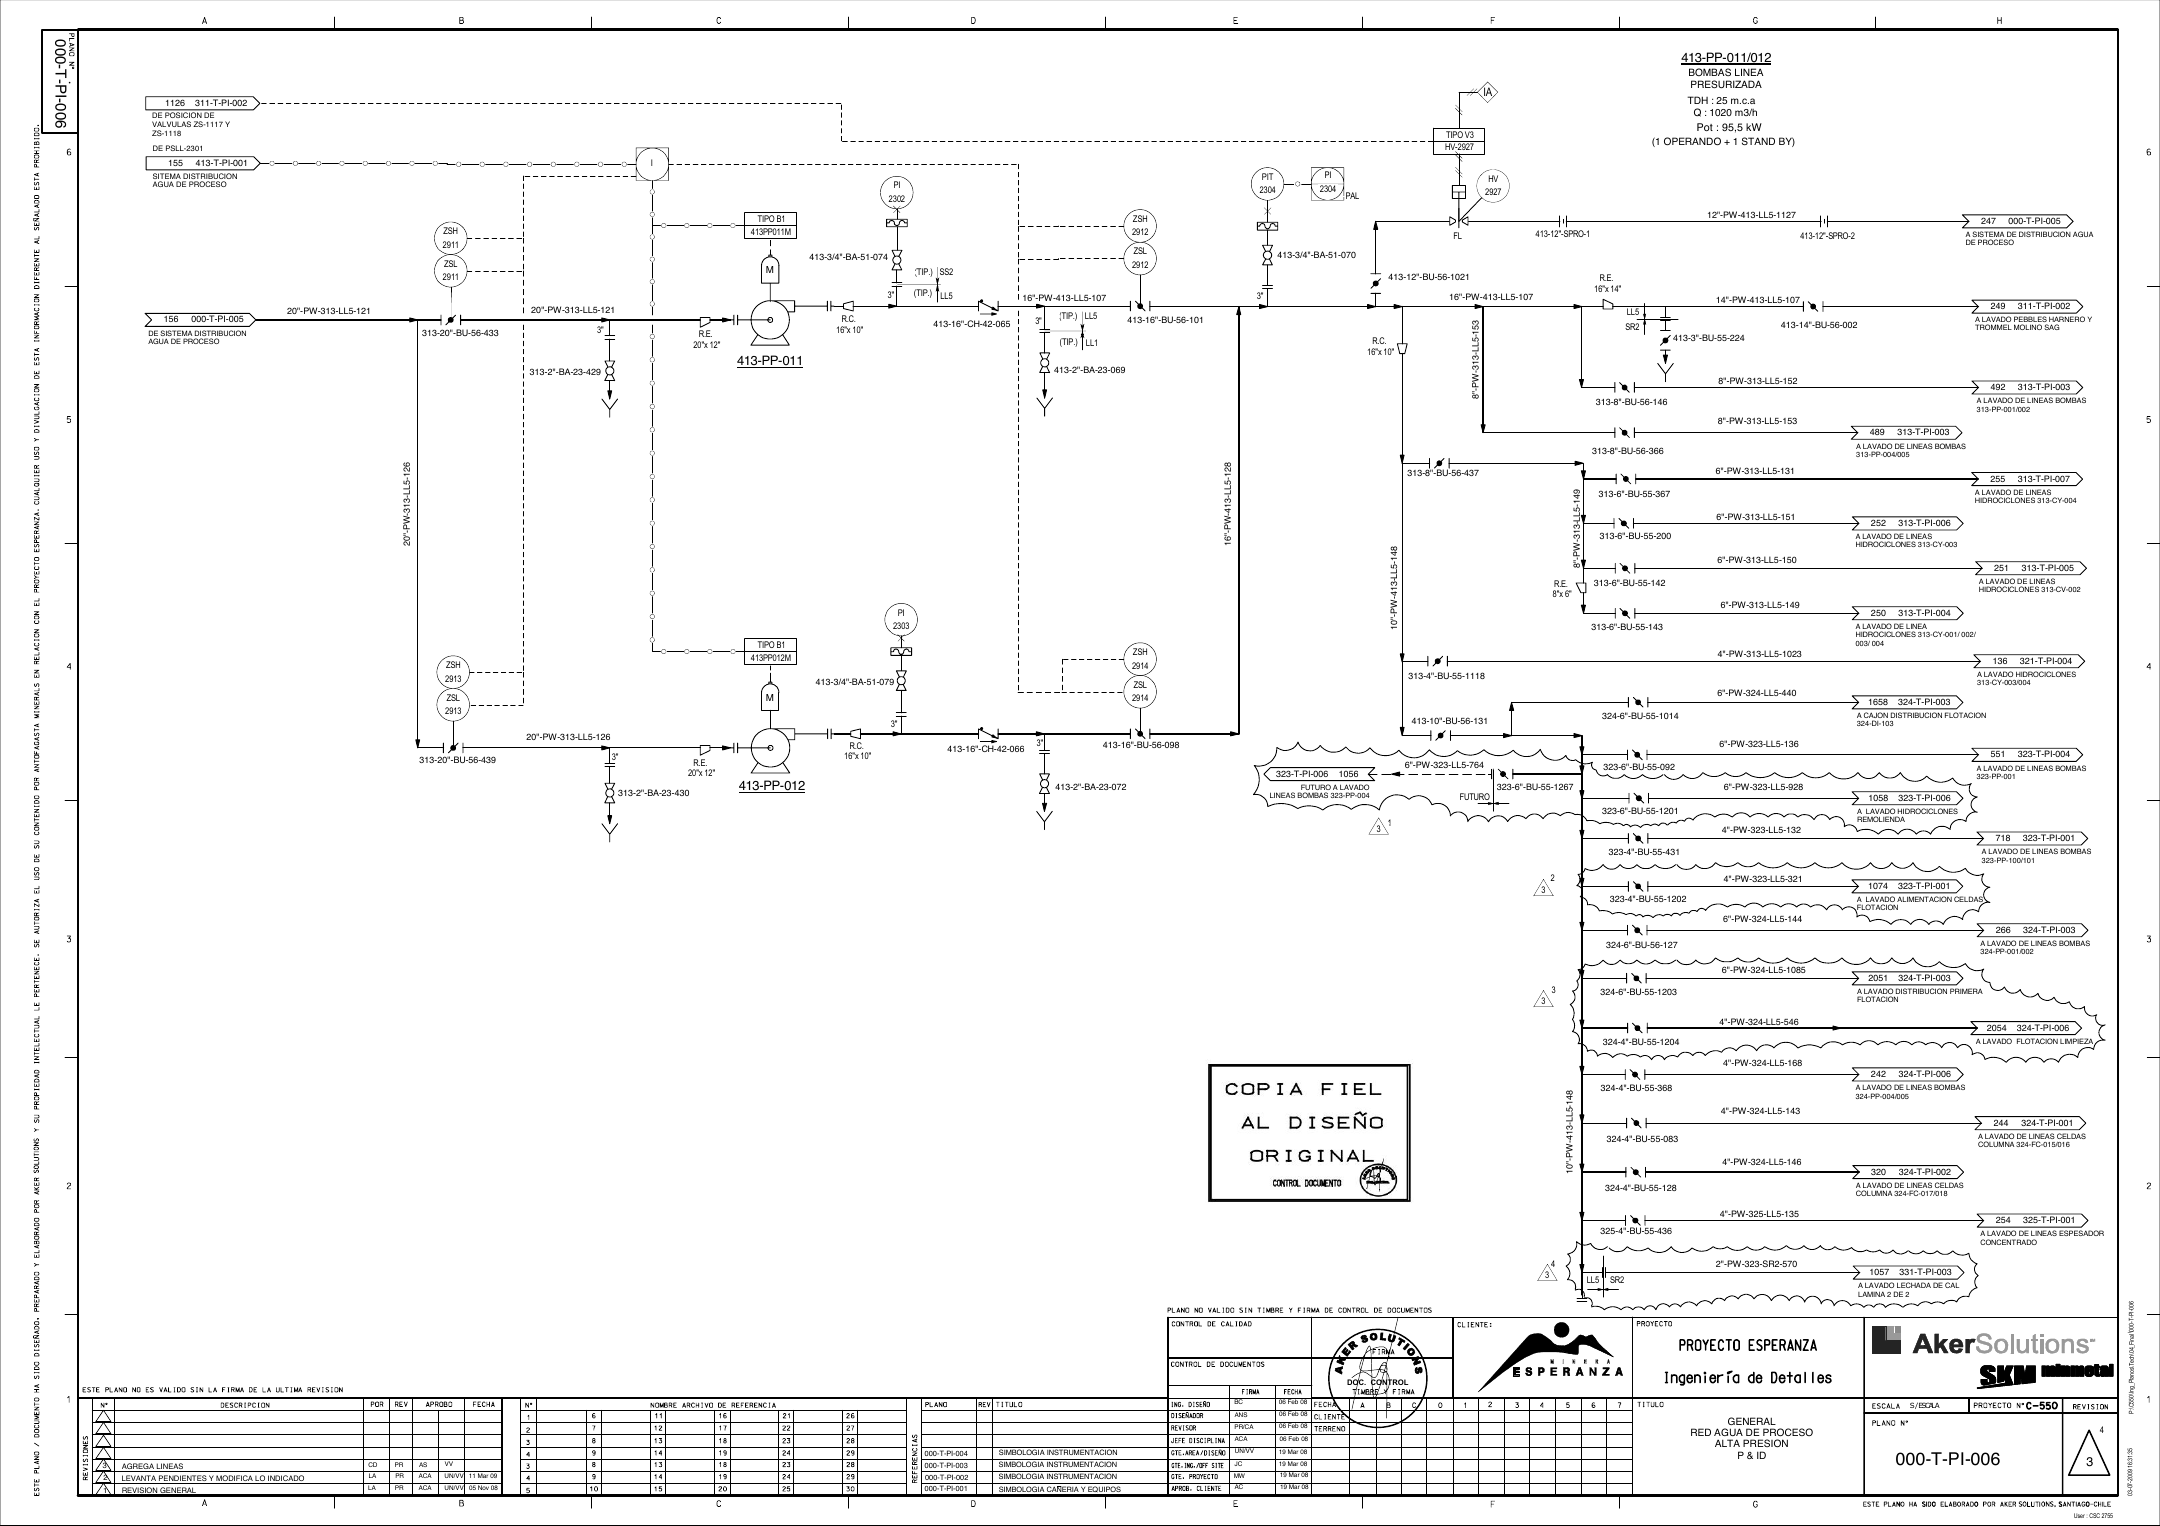 A B C D E F G H
PLANO N°
000-T-PI-006
ESTE PLANO / DOCUMENTO HA SIDO DISEÑADO, PREPARADO Y ELABORADO POR AKER SOLUTIONS Y SU PROPIEDAD INTELECTUAL LE PERTENECE. SE AUTORIZA EL USO DE SU CONTENIDO POR ANTOFAGASTA MINERALS EN RELACION CON EL PROYECTO ESPERANZA. CUALQUIER USO Y DIVULGACION DE ESTA INFORMACION DIFERENTE AL SEÑALADO ESTA PROHIBIDO.
6
5
4
3
2
1
1126 311-T-PI-002
DE POSICION DE
VALVULAS ZS-1117 Y
ZS-1118
DE PSLL-2301
155 413-T-PI-001
SITEMA DISTRIBUCION
AGUA DE PROCESO
156 000-T-PI-005
DE SISTEMA DISTRIBUCION
AGUA DE PROCESO
20"-PW-313-LL5-121
ZSH
2911
ZSL
2911
313-20"-BU-56-433
20"-PW-313-LL5-121
3"
313-2"-BA-23-429
R.E.
20"x 12"
I
TIPO B1
413PP011M
M
413-PP-011
R.C.
16"x 10"
PI
2302
413-3/4"-BA-51-074
3"
(TIP.) SS2
(TIP.) LL5
413-16"-CH-42-065
16"-PW-413-LL5-107
3"
(TIP.) LL5
(TIP.) LL1
413-2"-BA-23-069
ZSH
2912
ZSL
2912
413-16"-BU-56-101
20"-PW-313-LL5-126
ZSH
2913
ZSL
2913
313-20"-BU-56-439
20"-PW-313-LL5-126
3"
313-2"-BA-23-430
R.E.
20"x 12"
TIPO B1
413PP012M
M
413-PP-012
R.C.
16"x 10"
PI
2303
413-3/4"-BA-51-079
3"
413-16"-CH-42-066
3"
413-2"-BA-23-072
ZSH
2914
ZSL
2914
413-16"-BU-56-098
16"-PW-413-LL5-128
PIT
2304
PI
2304
PAL
413-3/4"-BA-51-070
3"
IA
TIPO V3
HV-2927
HV
2927
FL
413-PP-011/012
BOMBAS LINEA
PRESURIZADA
TDH : 25 m.c.a
Q : 1020 m3/h
Pot : 95,5 kW
(1 OPERANDO + 1 STAND BY)
413-12"-SPRO-1
12"-PW-413-LL5-1127
413-12"-SPRO-2
247 000-T-PI-005
A SISTEMA DE DISTRIBUCION AGUA
DE PROCESO
413-12"-BU-56-1021
16"-PW-413-LL5-107
R.E.
16"x 14"
LL5
SR2
413-3"-BU-55-224
14"-PW-413-LL5-107
413-14"-BU-56-002
249 311-T-PI-002
A LAVADO PEBBLES HARNERO Y
TROMMEL MOLINO SAG
R.C.
16"x 10"
8"-PW-313-LL5-153
8"-PW-313-LL5-152
313-8"-BU-56-146
492 313-T-PI-003
A LAVADO DE LINEAS BOMBAS
313-PP-001/002
8"-PW-313-LL5-153
313-8"-BU-56-366
489 313-T-PI-003
A LAVADO DE LINEAS BOMBAS
313-PP-004/005
313-8"-BU-56-437
6"-PW-313-LL5-131
313-6"-BU-55-367
255 313-T-PI-007
A LAVADO DE LINEAS
HIDROCICLONES 313-CY-004
8"-PW-313-LL5-149
6"-PW-313-LL5-151
313-6"-BU-55-200
252 313-T-PI-006
A LAVADO DE LINEAS
HIDROCICLONES 313-CY-003
R.E.
8"x 6"
6"-PW-313-LL5-150
313-6"-BU-55-142
251 313-T-PI-005
A LAVADO DE LINEAS
HIDROCICLONES 313-CV-002
6"-PW-313-LL5-149
313-6"-BU-55-143
250 313-T-PI-004
A LAVADO DE LINEA
HIDROCICLONES 313-CY-001/ 002/
003/ 004
10"-PW-413-LL5-148
4"-PW-313-LL5-1023
313-4"-BU-55-1118
136 321-T-PI-004
A LAVADO HIDROCICLONES
313-CY-003/004
413-10"-BU-56-131
6"-PW-324-LL5-440
324-6"-BU-55-1014
1658 324-T-PI-003
A CAJON DISTRIBUCION FLOTACION
324-DI-103
6"-PW-323-LL5-136
323-6"-BU-55-092
551 323-T-PI-004
A LAVADO DE LINEAS BOMBAS
323-PP-001
323-T-PI-006 1056
FUTURO A LAVADO
LINEAS BOMBAS 323-PP-004
6"-PW-323-LL5-764
323-6"-BU-55-1267
FUTURO
3 1
6"-PW-323-LL5-928
323-6"-BU-55-1201
1058 323-T-PI-006
A LAVADO HIDROCICLONES
REMOLIENDA
4"-PW-323-LL5-132
323-4"-BU-55-431
718 323-T-PI-001
A LAVADO DE LINEAS BOMBAS
323-PP-100/101
3 2
4"-PW-323-LL5-321
323-4"-BU-55-1202
1074 323-T-PI-001
A LAVADO ALIMENTACION CELDAS
FLOTACION
6"-PW-324-LL5-144
324-6"-BU-56-127
266 324-T-PI-003
A LAVADO DE LINEAS BOMBAS
324-PP-001/002
3 3
6"-PW-324-LL5-1085
324-6"-BU-55-1203
2051 324-T-PI-003
A LAVADO DISTRIBUCION PRIMERA
FLOTACION
4"-PW-324-LL5-546
324-4"-BU-55-1204
2054 324-T-PI-006
A LAVADO FLOTACION LIMPIEZA
4"-PW-324-LL5-168
324-4"-BU-55-368
242 324-T-PI-006
A LAVADO DE LINEAS BOMBAS
324-PP-004/005
10"-PW-413-LL5-148
4"-PW-324-LL5-143
324-4"-BU-55-083
244 324-T-PI-001
A LAVADO DE LINEAS CELDAS
COLUMNA 324-FC-015/016
4"-PW-324-LL5-146
324-4"-BU-55-128
320 324-T-PI-002
A LAVADO DE LINEAS CELDAS
COLUMNA 324-FC-017/018
4"-PW-325-LL5-135
325-4"-BU-55-436
254 325-T-PI-001
A LAVADO DE LINEAS ESPESADOR
CONCENTRADO
3 4
LL5 SR2
2"-PW-323-SR2-570
1057 331-T-PI-003
A LAVADO LECHADA DE CAL
LAMINA 2 DE 2
COPIA FIEL
AL DISEÑO
ORIGINAL
CONTROL DOCUMENTO
PLANO NO VALIDO SIN TIMBRE Y FIRMA DE CONTROL DE DOCUMENTOS
CONTROL DE CALIDAD
CONTROL DE DOCUMENTOS
AKER SOLUTIONS
FIRMA
DOC. CONTROL
TIMBRE Y FIRMA
CLIENTE:
MINERA
ESPERANZA
PROYECTO
PROYECTO ESPERANZA
Ingeniería de Detalles
AkerSolutions
SKM minmetal
ESTE PLANO NO ES VALIDO SIN LA FIRMA DE LA ULTIMA REVISION
REVISIONES
N° DESCRIPCION POR REV APROBO FECHA
3 AGREGA LINEAS CD PR AS VV
2 LEVANTA PENDIENTES Y MODIFICA LO INDICADO LA PR ACA UN/VV 11 Mar 09
1 REVISION GENERAL LA PR ACA UN/VV 05 Nov 08
N° NOMBRE ARCHIVO DE REFERENCIA
1 6 11 16 21 26
2 7 12 17 22 27
3 8 13 18 23 28
4 9 14 19 24 29
3 8 13 18 23 28
4 9 14 19 24 29
5 10 15 20 25 30
REFERENCIAS
PLANO REV TITULO
000-T-PI-004 SIMBOLOGIA INSTRUMENTACION
000-T-PI-003 SIMBOLOGIA INSTRUMENTACION
000-T-PI-002 SIMBOLOGIA INSTRUMENTACION
000-T-PI-001 SIMBOLOGIA CAÑERIA Y EQUIPOS
FIRMA FECHA
ING. DISEÑO BC 06 Feb 08
DISEÑADOR ANS 06 Feb 08
REVISOR PR/CA 06 Feb 08
JEFE DISCIPLINA ACA 06 Feb 08
GTE.AREA/DISEÑO UN/VV 19 Mar 08
GTE.ING./OFF SITE JC 19 Mar 08
GTE. PROYECTO MW 19 Mar 08
APROB. CLIENTE AC 19 Mar 08
FECHA A B C 0 1 2 3 4 5 6 7
CLIENTE
TERRENO
TITULO
GENERAL
RED AGUA DE PROCESO
ALTA PRESION
P & ID
ESCALA S/ESCALA PROYECTO N° C-550 REVISION
PLANO N°
000-T-PI-006
3 4
ESTE PLANO HA SIDO ELABORADO POR AKER SOLUTIONS, SANTIAGO-CHILE
User : CSC 2755
A B C D E F G H